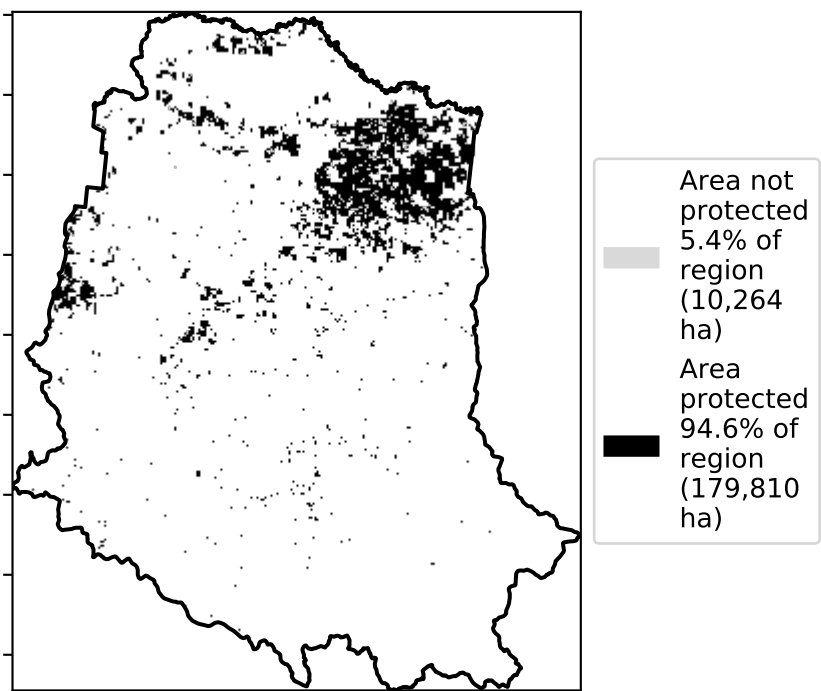 Area not
protected
5.4% of
region
(10,264
ha)
Area
protected
94.6% of
region
(179,810
ha)